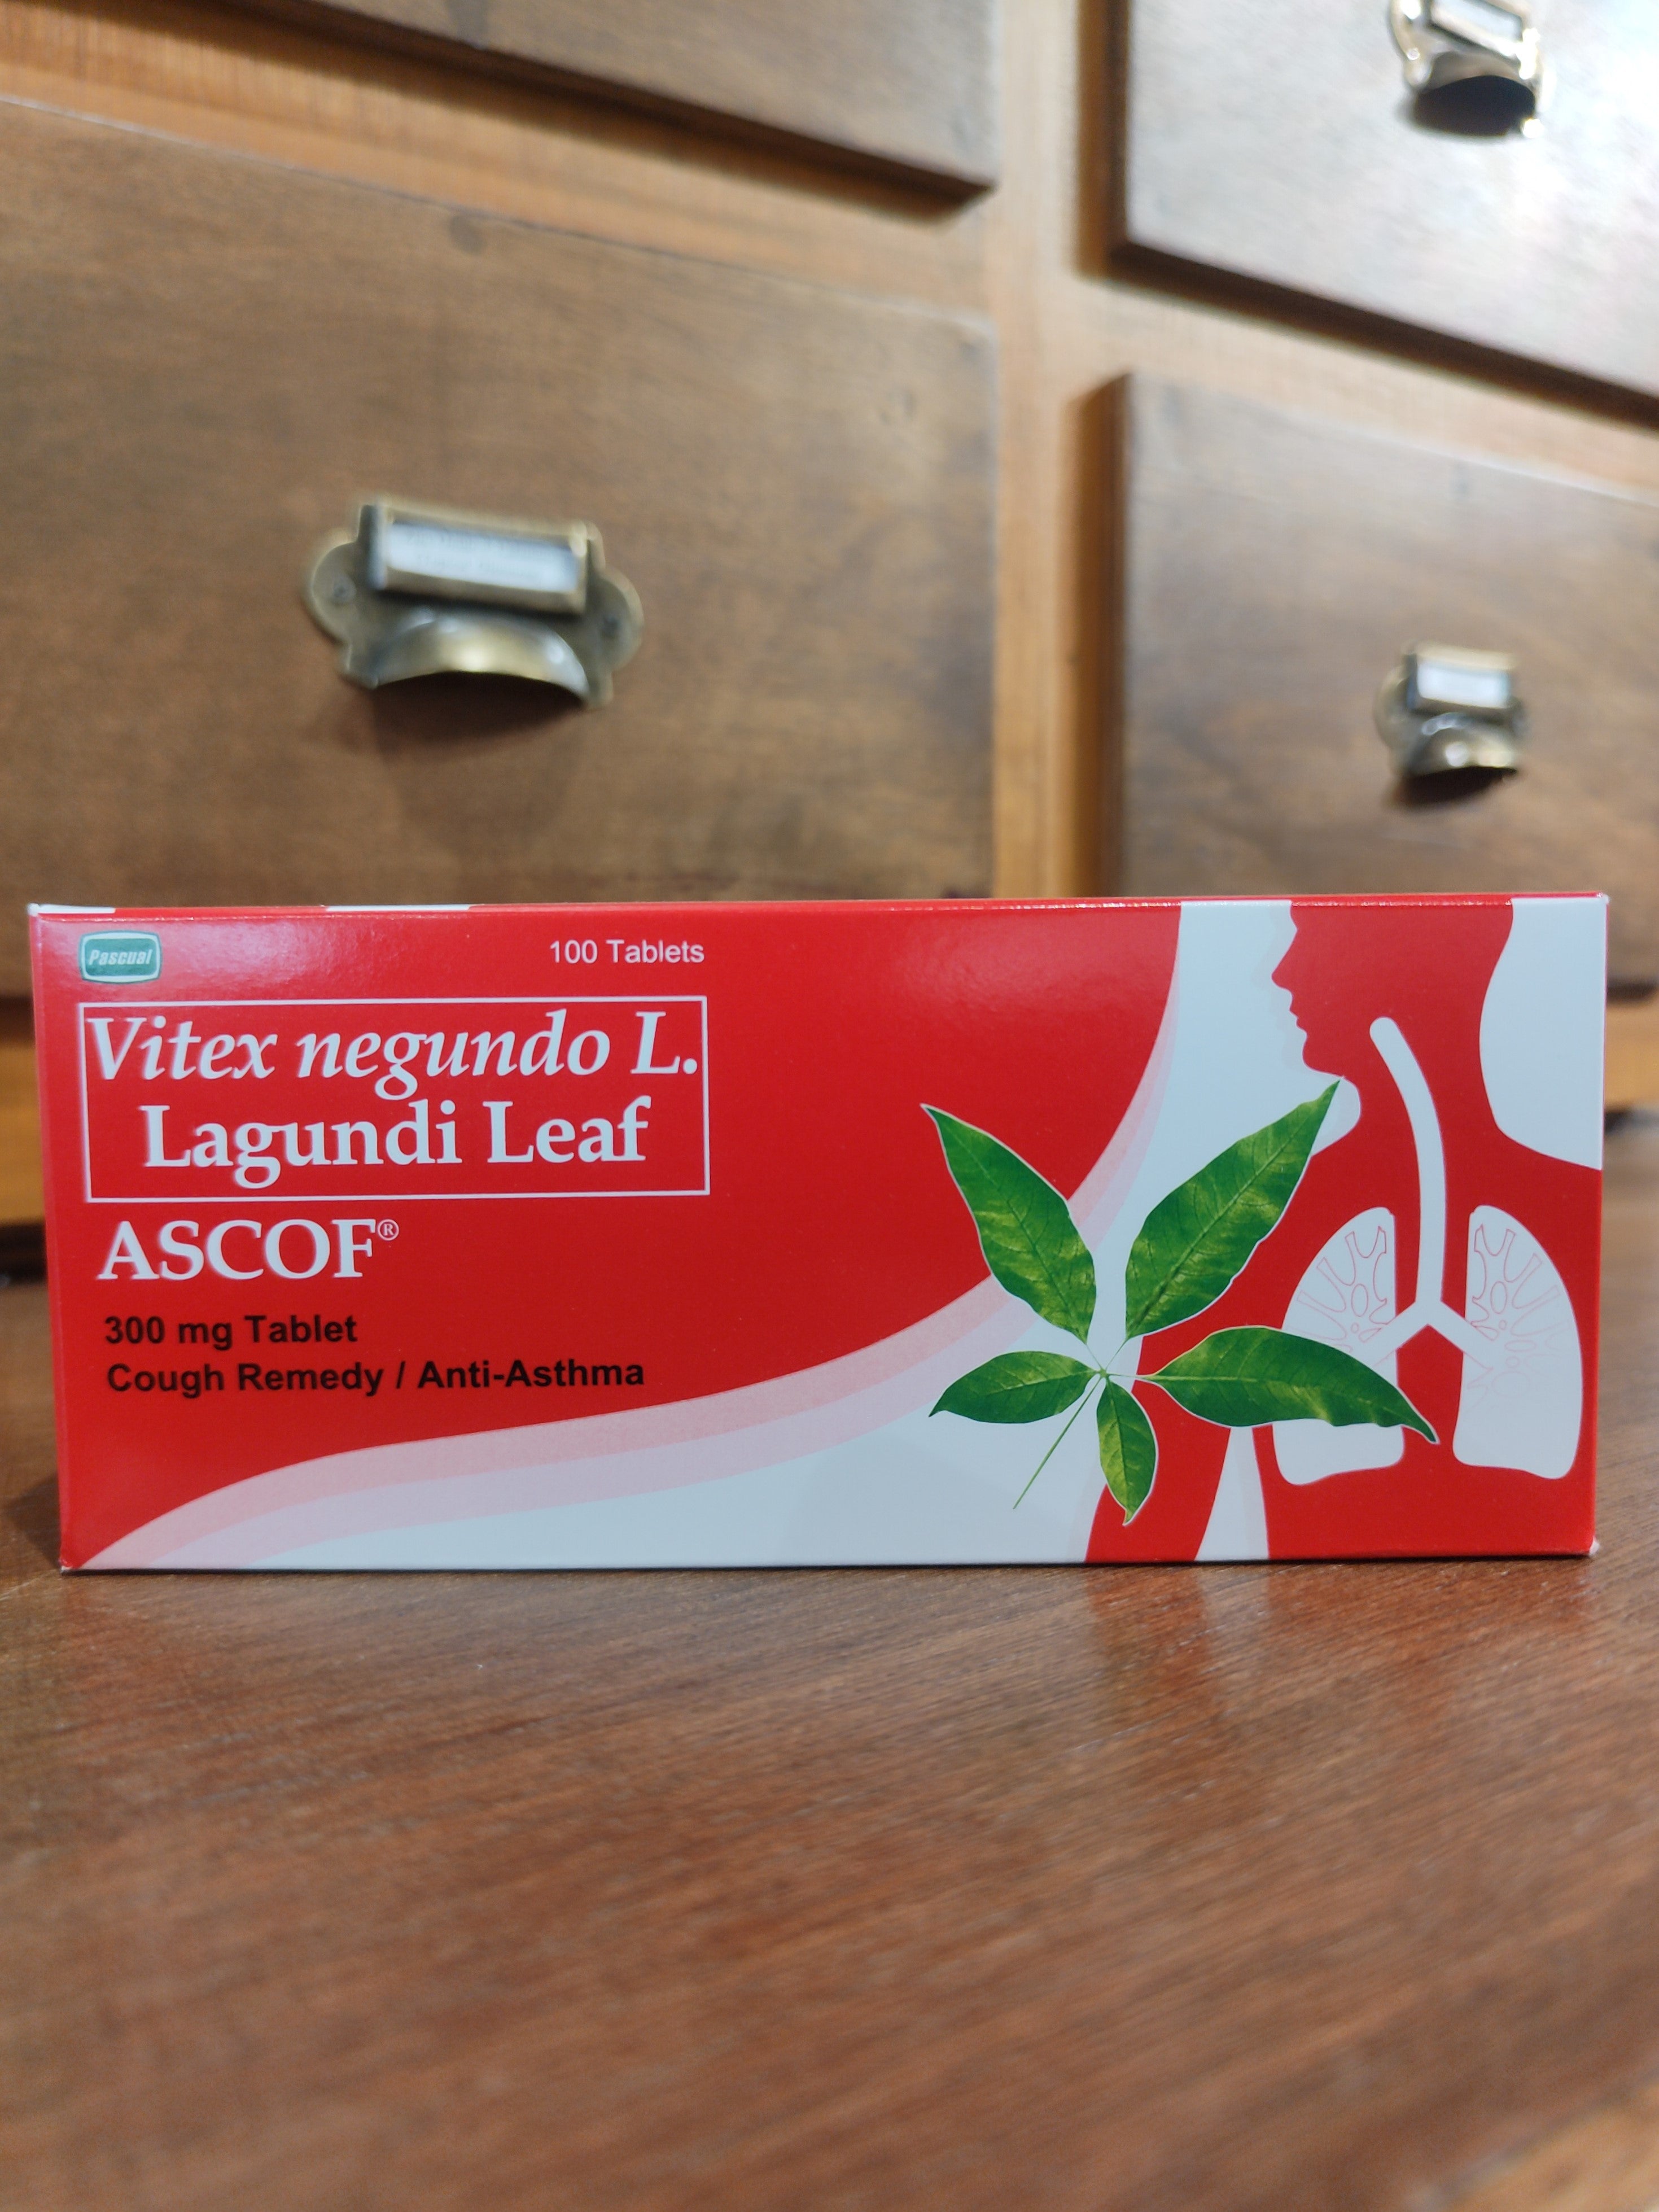 Pascual
100 Tablets
Vitex negundo L.
Lagundi Leaf
ASCOF®
300 mg Tablet
Cough Remedy / Anti-Asthma